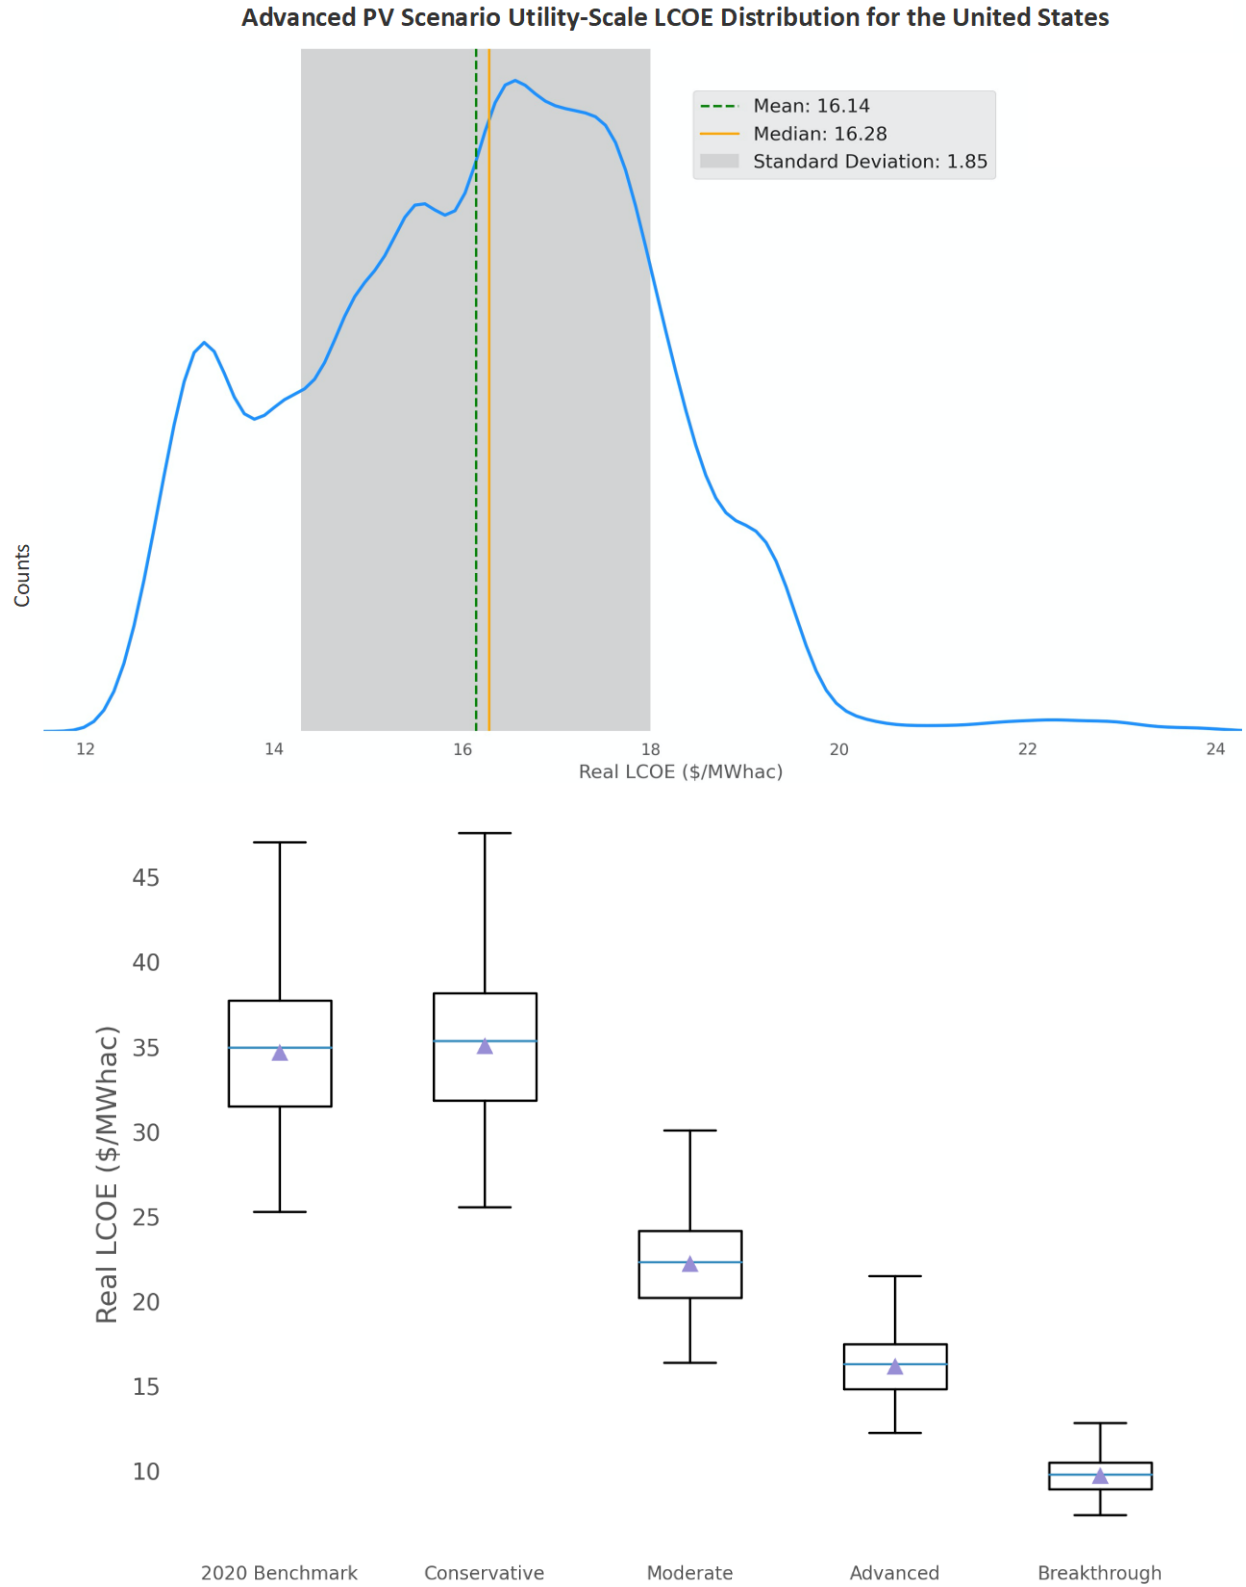 Advanced PV Scenario Utility-Scale LCOE Distribution for the United States
Mean: 16.14
Median: 16.28
Standard Deviation: 1.85
Counts
12 14 16 18 20 22 24
Real LCOE ($/MWhac)
45
40
35
30
25
20
15
10
Real LCOE ($/MWhac)
2020 Benchmark Conservative Moderate Advanced Breakthrough